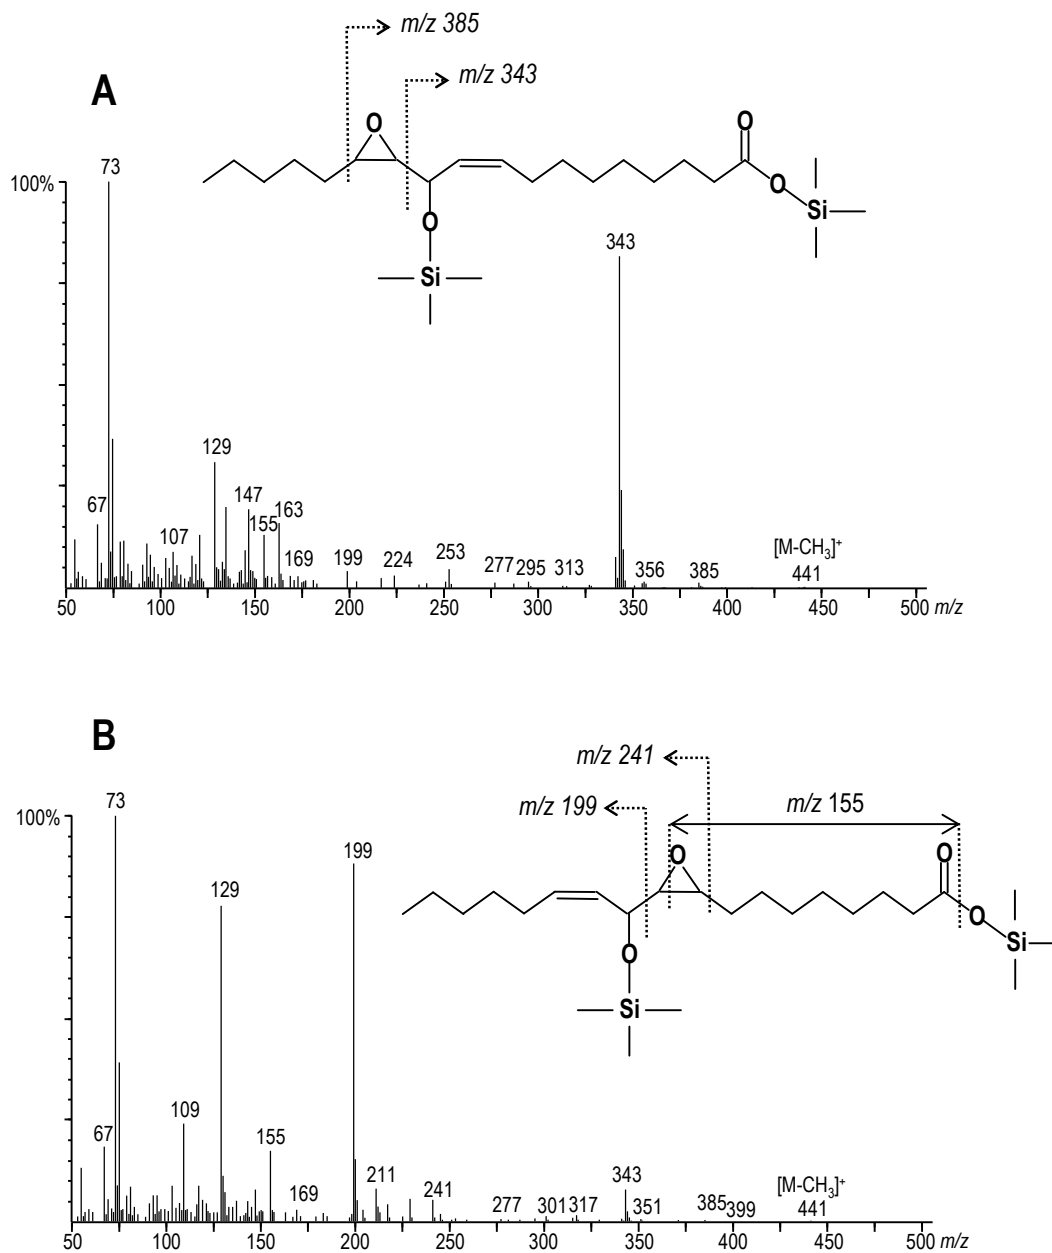 m/z 385
A
m/z 343
O
O
73
100%
O
Si
O
Si
343
129
67
147
155
163
107
169
199
224
253
277
295
313
356
385
[M-CH₃]⁺
441
50 100 150 200 250 300 350 400 450 500 m/z
B
m/z 241
73
m/z 199
m/z 155
100%
199
O
O
129
O
O
Si
Si
109
67
155
169
211
241
277
301
317
343
351
385
399
[M-CH₃]⁺
441
50 100 150 200 250 300 350 400 450 500 m/z